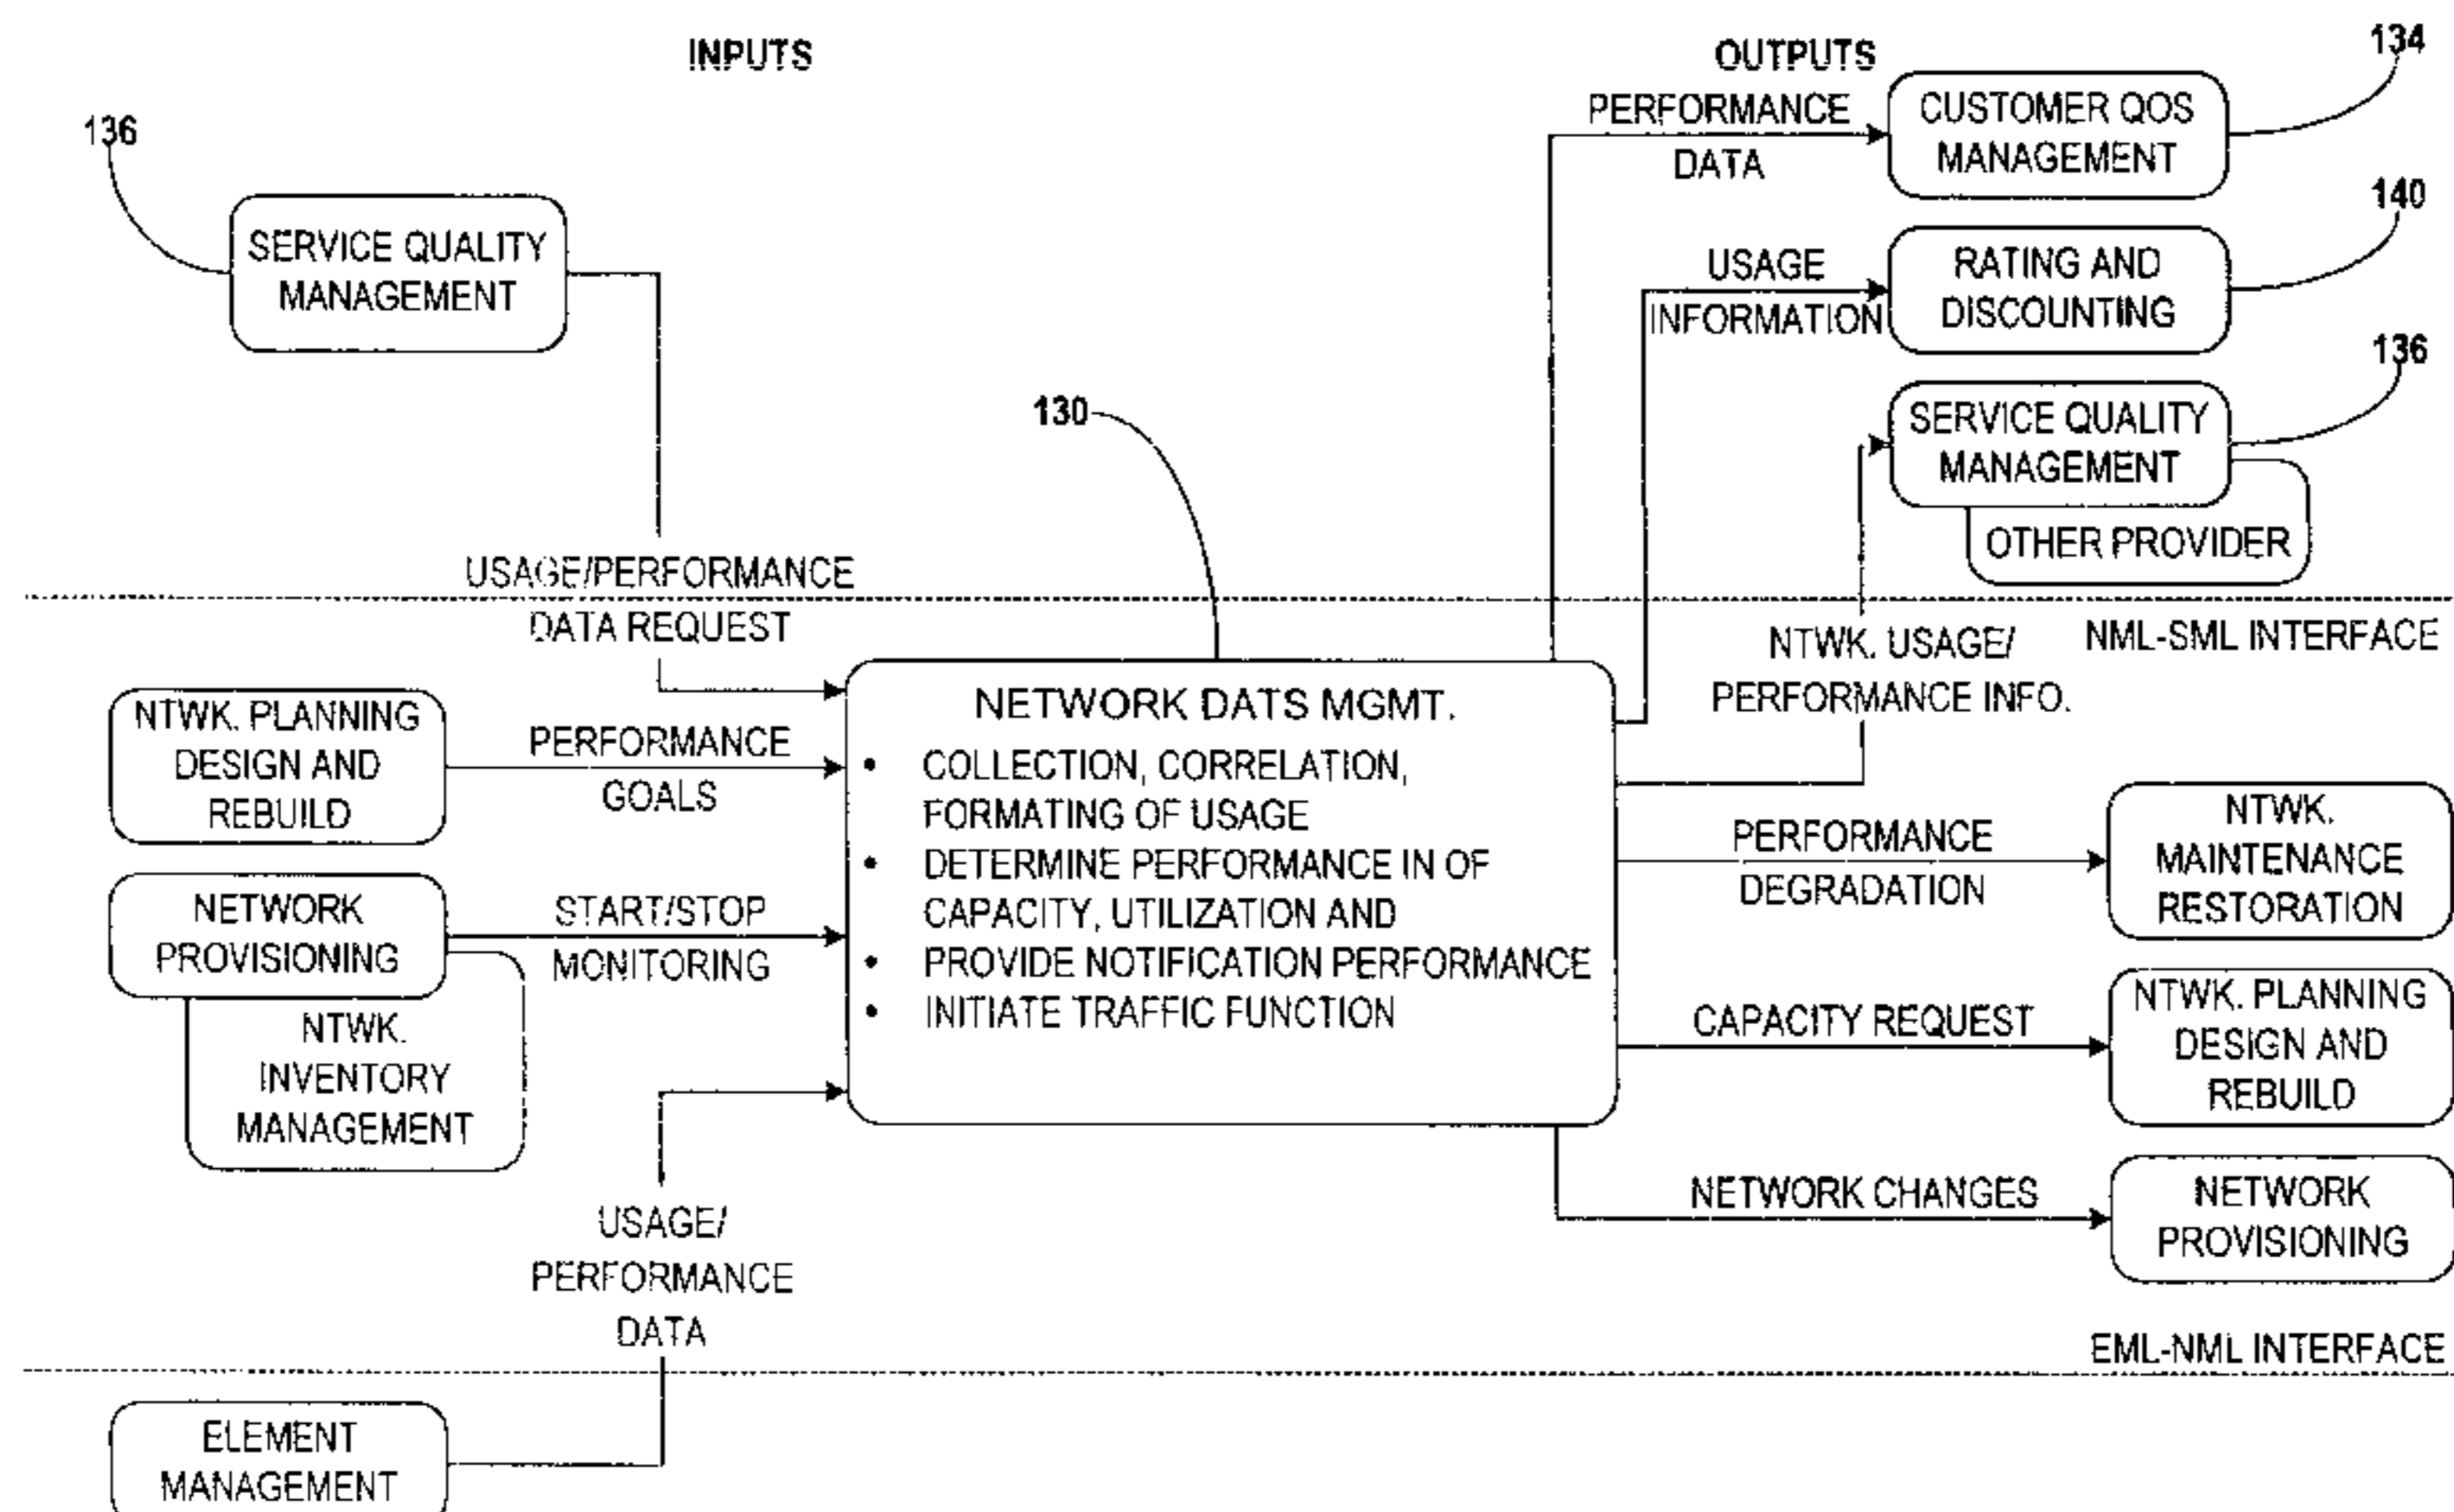 INPUTS
OUTPUTS
134
PERFORMANCE
DATA
CUSTOMER QOS
MANAGEMENT
136
SERVICE QUALITY
MANAGEMENT
140
USAGE
INFORMATION
RATING AND
DISCOUNTING
136
SERVICE QUALITY
MANAGEMENT
OTHER PROVIDER
130
USAGE/PERFORMANCE
DATA REQUEST
NTWK. USAGE/
PERFORMANCE INFO.
NML-SML INTERFACE
NTWK. PLANNING
DESIGN AND
REBUILD
PERFORMANCE
GOALS
NETWORK
PROVISIONING
START/STOP
MONITORING
NTWK.
INVENTORY
MANAGEMENT
NETWORK DATS MGMT.
• COLLECTION, CORRELATION,
FORMATING OF USAGE
• DETERMINE PERFORMANCE IN OF
CAPACITY, UTILIZATION AND
• PROVIDE NOTIFICATION PERFORMANCE
• INITIATE TRAFFIC FUNCTION
PERFORMANCE
DEGRADATION
NTWK.
MAINTENANCE
RESTORATION
CAPACITY REQUEST
NTWK. PLANNING
DESIGN AND
REBUILD
NETWORK CHANGES
NETWORK
PROVISIONING
USAGE/
PERFORMANCE
DATA
EML-NML INTERFACE
ELEMENT
MANAGEMENT